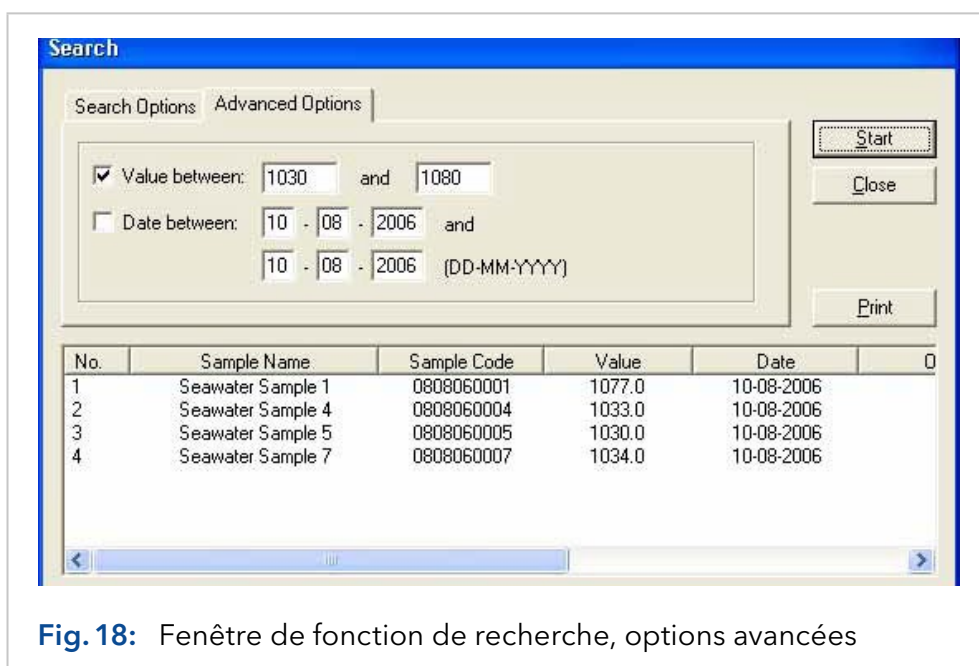 Search
Search Options Advanced Options
Start
Value between: 1030 and 1080
Close
Date between: 10 - 08 - 2006 and
10 - 08 - 2006 (DD-MM-YYYY)
Print
No. Sample Name Sample Code Value Date O
1 Seawater Sample 1 0808060001 1077.0 10-08-2006
2 Seawater Sample 4 0808060004 1033.0 10-08-2006
3 Seawater Sample 5 0808060005 1030.0 10-08-2006
4 Seawater Sample 7 0808060007 1034.0 10-08-2006
Fig. 18: Fenêtre de fonction de recherche, options avancées